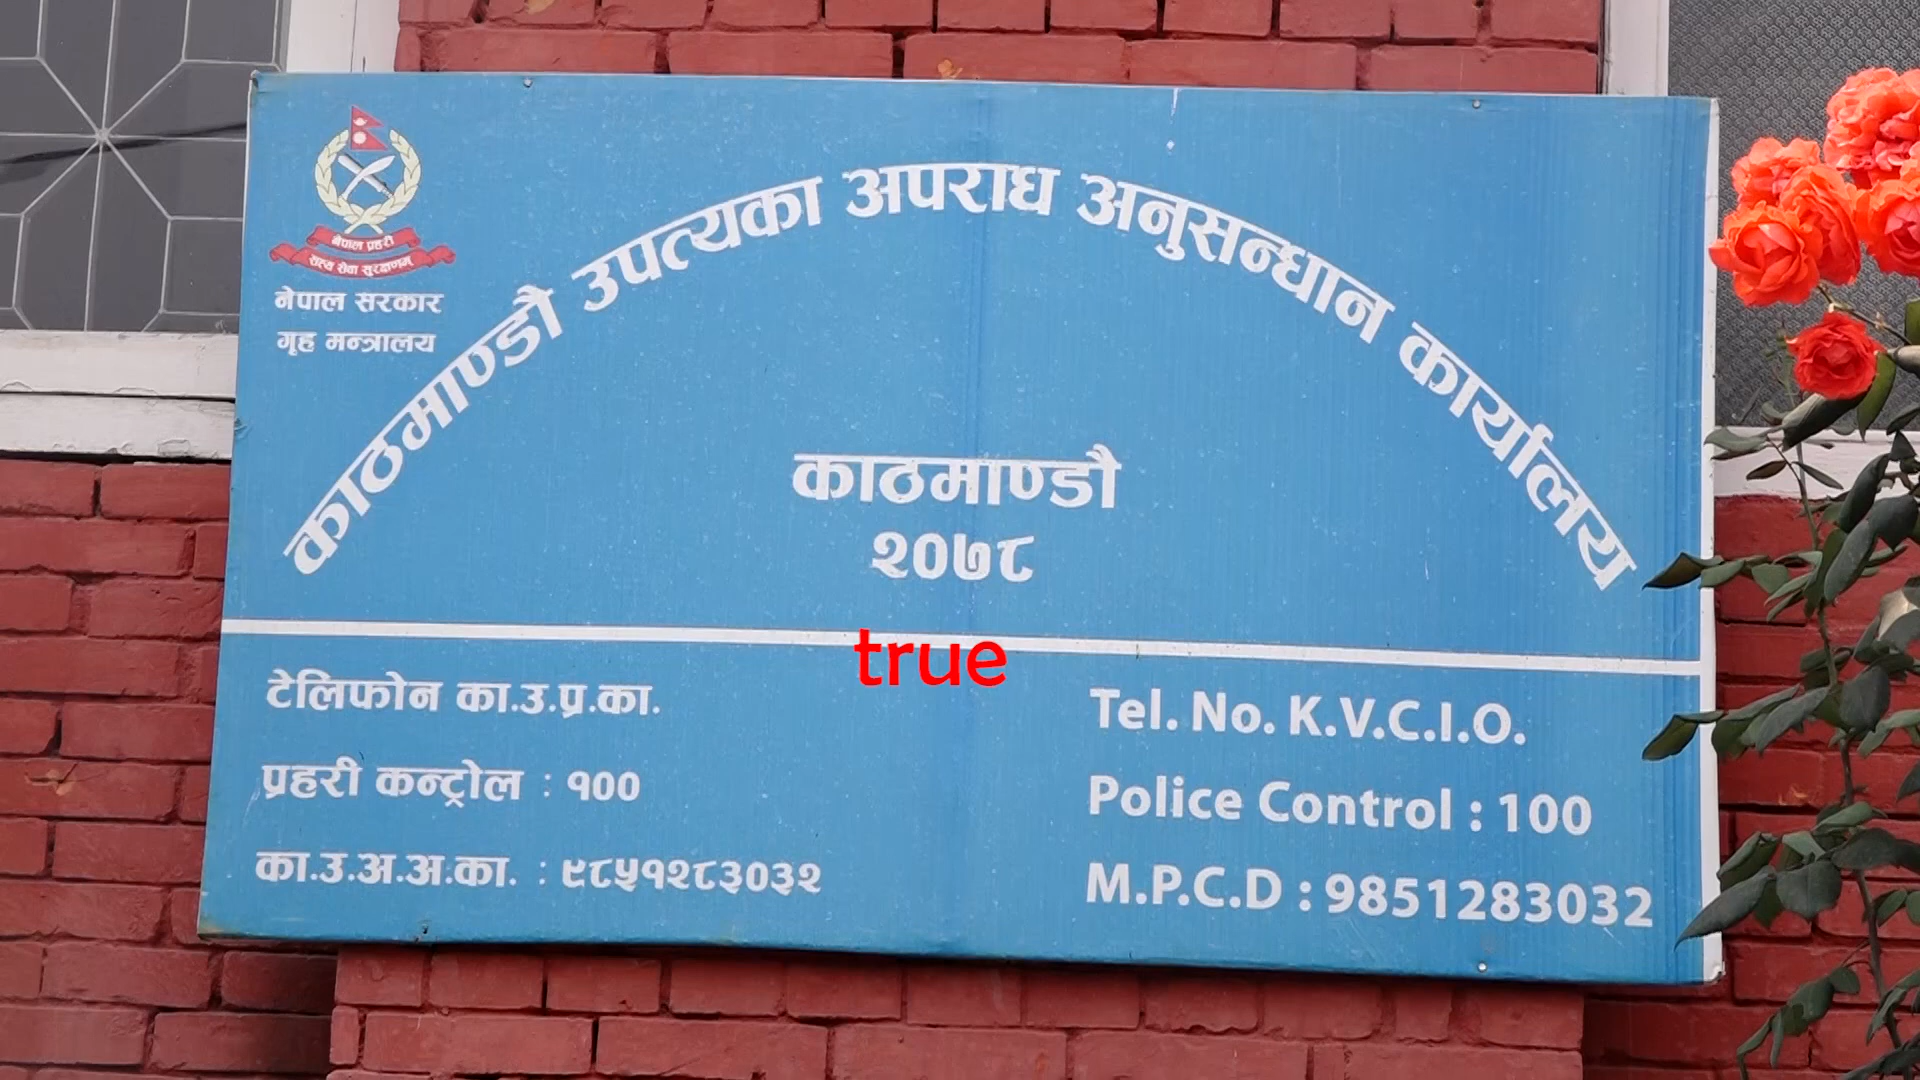 नेपाल प्रहरी
सत्य सेवा सुरक्षणम्
नेपाल सरकार
गृह मन्त्रालय
काठमाण्डौ उपत्यका अपराध अनुसन्धान कार्यालय
काठमाण्डौ
२०७८
true
टेलिफोन का.उ.प्र.का.
प्रहरी कन्ट्रोल : १००
का.उ.अ.अ.का. : ९८५१२८३०३२
Tel. No. K.V.C.I.O.
Police Control : 100
M.P.C.D : 9851283032